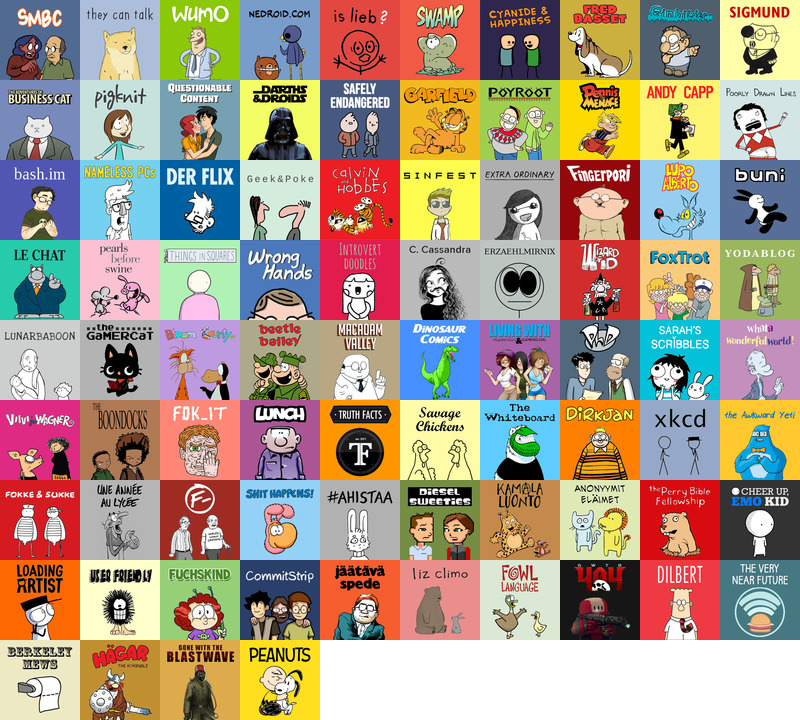 SMBC
they can talk
WUMO
NEDROID.COM
is lieb?
SWAMP
CYANIDE & HAPPINESS
FRED BASSET
SIGMUND
THE ADVENTURES OF BUSINESS CAT
pigknit
QUESTIONABLE CONTENT
DARTHS & DROIDS
SAFELY ENDANGERED
GARFIELD
POYROOT
Dennis MENACE
ANDY CAPP
POORLY DRAWN LINES
bash.im
NAMELESS PCs
DER FLIX
Geek&Poke
calvin and HOBBES
SINFEST
EXTRA ORDINARY
Fingerpori
LUPO ALBERTO
buni
LE CHAT
pearls before swine
THINGS IN SQUARES
Wrong Hands
INTROVERT DOODLES
C. Cassandra
ERZAEHLMIRNIX
WIZARD ID
FoxTrot
YODABLOG
LUNARBABOON
the GAMERCAT
beetle bailey
MACADAM VALLEY
DINOSAUR COMICS
LIVING WITH
PHD
SARAH'S SCRIBBLES
what a wonderful world!
VIIVI & WAGNER
THE BOONDOCKS
FOK_IT
LUNCH
TRUTH FACTS
T
Savage Chickens
The Whiteboard
DIRKJAN
xkcd
the Awkward Yeti
FOKKE & SUKKE
UNE ANNÉE AU LYCÉE
F-
SHIT HAPPENS!
#AHISTAA
DIESEL SWEETIES
KAMALA LUONTO
ANONYYMIT ELÄIMET
the Perry Bible Fellowship
CHEER UP, EMO KID
LOADING ARTIST
USER FRIENDLY
FUCHSKIND
CommitStrip
jäätävä spede
liz climo
FOWL LANGUAGE
DILBERT
THE VERY NEAR FUTURE
BERKELEY MEWS
HÄGAR THE HORRIBLE
GONE WITH THE BLASTWAVE
PEANUTS